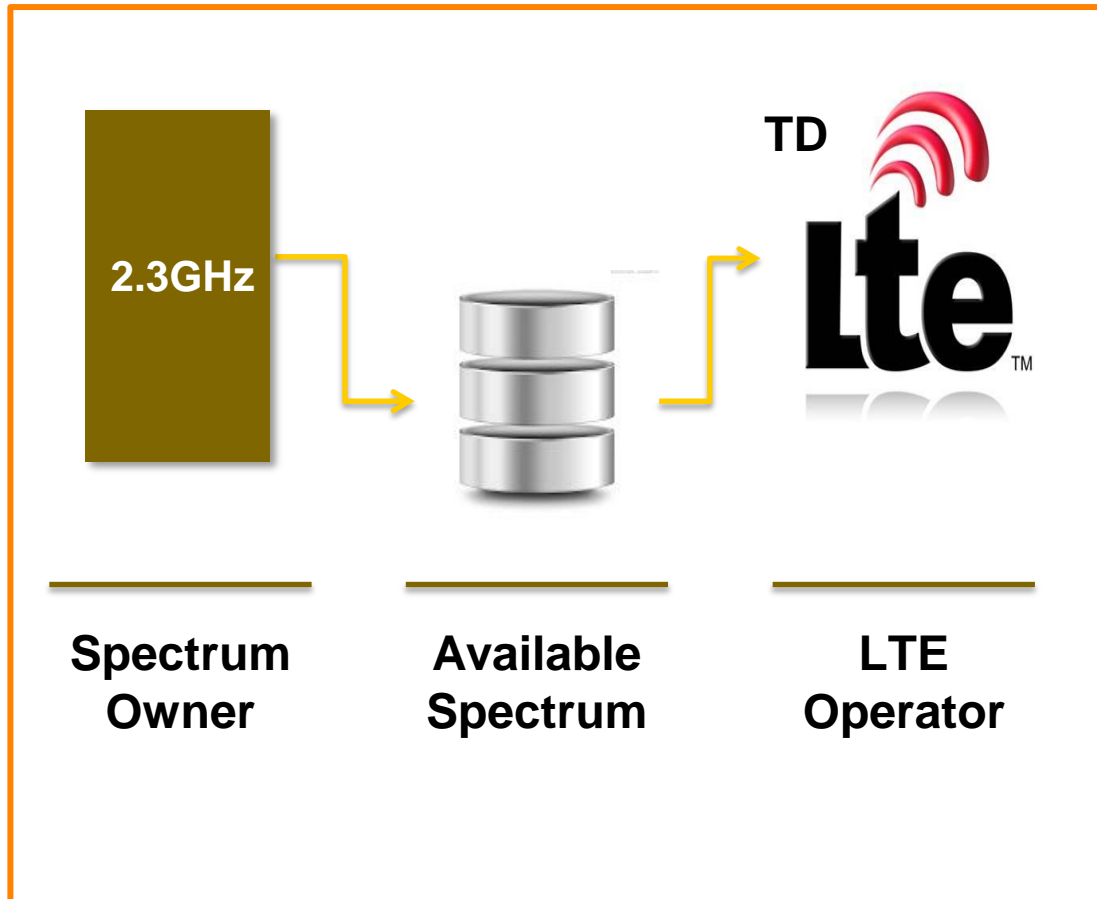 TD
Lte
TM
2.3GHz
Spectrum
Owner
Available
Spectrum
LTE
Operator